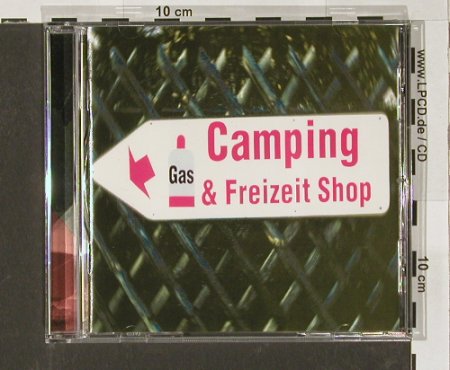 10 cm
www.LPCD.de / CD
Camping
Gas
& Freizeit Shop
10 cm